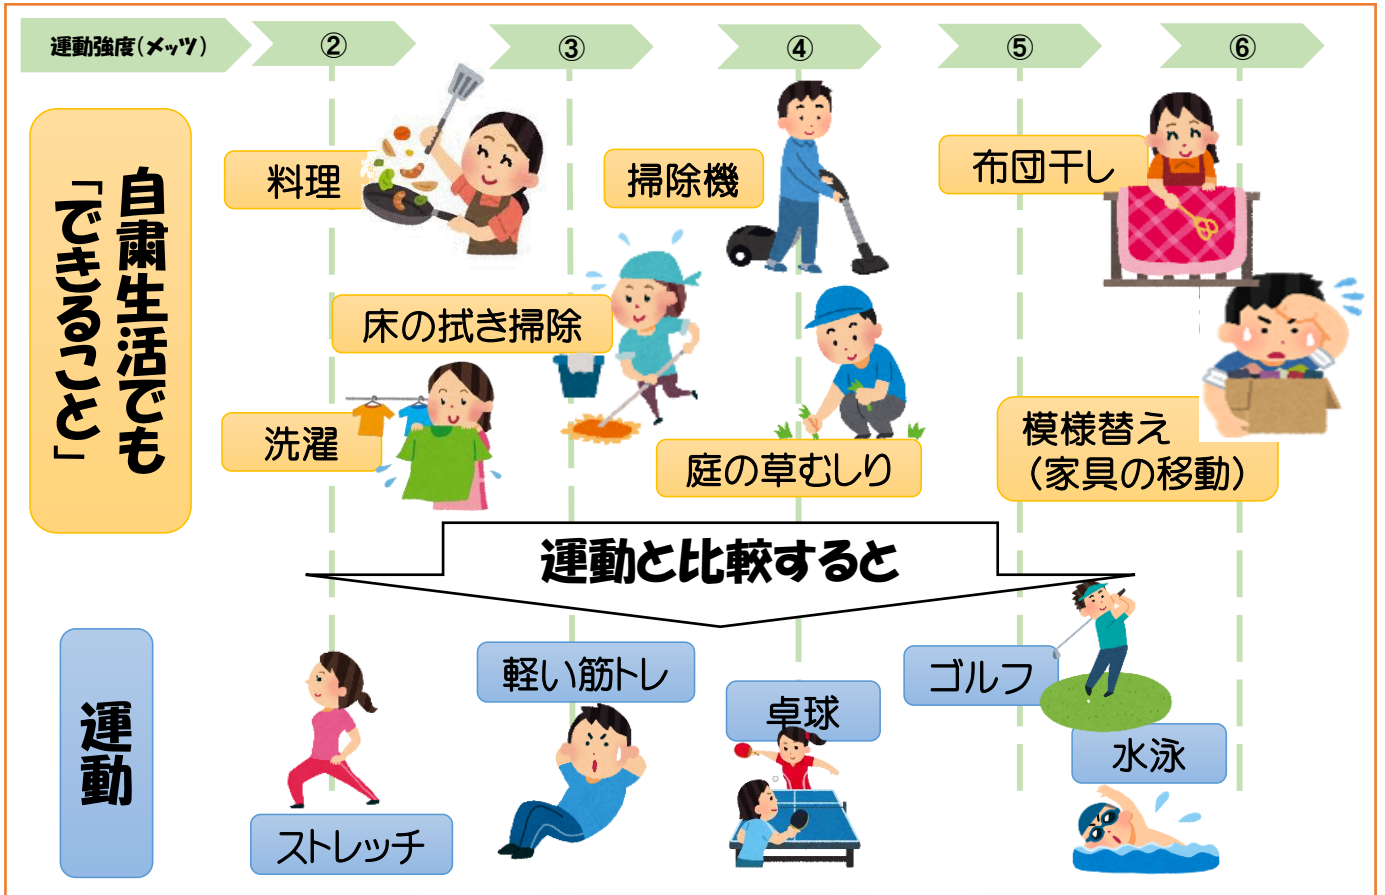 運動強度(メッツ)
②
③
④
⑤
⑥
自粛生活でも
「できること」
料理
掃除機
布団干し
床の拭き掃除
洗濯
庭の草むしり
模様替え
(家具の移動)
運動と比較すると
運動
ストレッチ
軽い筋トレ
卓球
ゴルフ
水泳